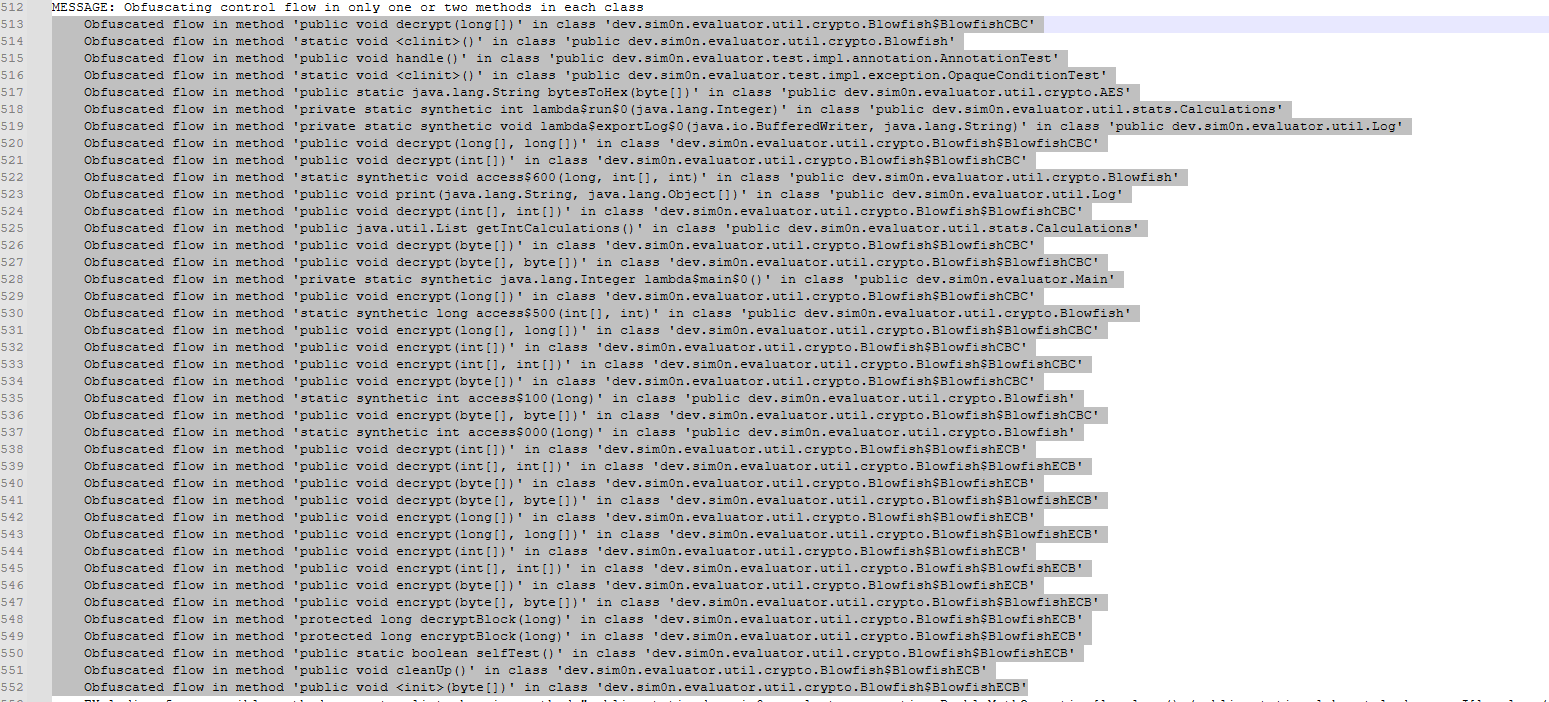 512 MESSAGE: Obfuscating control flow in only one or two methods in each class
513 Obfuscated flow in method 'public void decrypt(long[])' in class 'dev.sim0n.evaluator.util.crypto.Blowfish$BlowfishCBC'
514 Obfuscated flow in method 'static void <clinit>()' in class 'public dev.sim0n.evaluator.util.crypto.Blowfish'
515 Obfuscated flow in method 'public void handle()' in class 'public dev.sim0n.evaluator.test.impl.annotation.AnnotationTest'
516 Obfuscated flow in method 'static void <clinit>()' in class 'public dev.sim0n.evaluator.test.impl.exception.OpaqueConditionTest'
517 Obfuscated flow in method 'public static java.lang.String bytesToHex(byte[])' in class 'public dev.sim0n.evaluator.util.crypto.AES'
518 Obfuscated flow in method 'private static synthetic int lambda$run$0(java.lang.Integer)' in class 'public dev.sim0n.evaluator.util.stats.Calculations'
519 Obfuscated flow in method 'private static synthetic void lambda$exportLog$0(java.io.BufferedWriter, java.lang.String)' in class 'public dev.sim0n.evaluator.util.Log'
520 Obfuscated flow in method 'public void decrypt(long[], long[])' in class 'dev.sim0n.evaluator.util.crypto.Blowfish$BlowfishCBC'
521 Obfuscated flow in method 'public void decrypt(int[])' in class 'dev.sim0n.evaluator.util.crypto.Blowfish$BlowfishCBC'
522 Obfuscated flow in method 'static synthetic void access$600(long, int[], int)' in class 'public dev.sim0n.evaluator.util.crypto.Blowfish'
523 Obfuscated flow in method 'public void print(java.lang.String, java.lang.Object[])' in class 'public dev.sim0n.evaluator.util.Log'
524 Obfuscated flow in method 'public void decrypt(int[], int[])' in class 'dev.sim0n.evaluator.util.crypto.Blowfish$BlowfishCBC'
525 Obfuscated flow in method 'public java.util.List getIntCalculations()' in class 'public dev.sim0n.evaluator.util.stats.Calculations'
526 Obfuscated flow in method 'public void decrypt(byte[])' in class 'dev.sim0n.evaluator.util.crypto.Blowfish$BlowfishCBC'
527 Obfuscated flow in method 'public void decrypt(byte[], byte[])' in class 'dev.sim0n.evaluator.util.crypto.Blowfish$BlowfishCBC'
528 Obfuscated flow in method 'private static synthetic java.lang.Integer lambda$main$0()' in class 'public dev.sim0n.evaluator.Main'
529 Obfuscated flow in method 'public void encrypt(long[])' in class 'dev.sim0n.evaluator.util.crypto.Blowfish$BlowfishCBC'
530 Obfuscated flow in method 'static synthetic long access$500(int[], int)' in class 'public dev.sim0n.evaluator.util.crypto.Blowfish'
531 Obfuscated flow in method 'public void encrypt(long[], long[])' in class 'dev.sim0n.evaluator.util.crypto.Blowfish$BlowfishCBC'
532 Obfuscated flow in method 'public void encrypt(int[])' in class 'dev.sim0n.evaluator.util.crypto.Blowfish$BlowfishCBC'
533 Obfuscated flow in method 'public void encrypt(int[], int[])' in class 'dev.sim0n.evaluator.util.crypto.Blowfish$BlowfishCBC'
534 Obfuscated flow in method 'public void encrypt(byte[])' in class 'dev.sim0n.evaluator.util.crypto.Blowfish$BlowfishCBC'
535 Obfuscated flow in method 'static synthetic int access$100(long)' in class 'public dev.sim0n.evaluator.util.crypto.Blowfish'
536 Obfuscated flow in method 'public void encrypt(byte[], byte[])' in class 'dev.sim0n.evaluator.util.crypto.Blowfish$BlowfishCBC'
537 Obfuscated flow in method 'static synthetic int access$000(long)' in class 'public dev.sim0n.evaluator.util.crypto.Blowfish'
538 Obfuscated flow in method 'public void decrypt(int[])' in class 'dev.sim0n.evaluator.util.crypto.Blowfish$BlowfishECB'
539 Obfuscated flow in method 'public void decrypt(int[], int[])' in class 'dev.sim0n.evaluator.util.crypto.Blowfish$BlowfishECB'
540 Obfuscated flow in method 'public void decrypt(byte[])' in class 'dev.sim0n.evaluator.util.crypto.Blowfish$BlowfishECB'
541 Obfuscated flow in method 'public void decrypt(byte[], byte[])' in class 'dev.sim0n.evaluator.util.crypto.Blowfish$BlowfishECB'
542 Obfuscated flow in method 'public void encrypt(long[])' in class 'dev.sim0n.evaluator.util.crypto.Blowfish$BlowfishECB'
543 Obfuscated flow in method 'public void encrypt(long[], long[])' in class 'dev.sim0n.evaluator.util.crypto.Blowfish$BlowfishECB'
544 Obfuscated flow in method 'public void encrypt(int[])' in class 'dev.sim0n.evaluator.util.crypto.Blowfish$BlowfishECB'
545 Obfuscated flow in method 'public void encrypt(int[], int[])' in class 'dev.sim0n.evaluator.util.crypto.Blowfish$BlowfishECB'
546 Obfuscated flow in method 'public void encrypt(byte[])' in class 'dev.sim0n.evaluator.util.crypto.Blowfish$BlowfishECB'
547 Obfuscated flow in method 'public void encrypt(byte[], byte[])' in class 'dev.sim0n.evaluator.util.crypto.Blowfish$BlowfishECB'
548 Obfuscated flow in method 'protected long decryptBlock(long)' in class 'dev.sim0n.evaluator.util.crypto.Blowfish$BlowfishECB'
549 Obfuscated flow in method 'protected long encryptBlock(long)' in class 'dev.sim0n.evaluator.util.crypto.Blowfish$BlowfishECB'
550 Obfuscated flow in method 'public static boolean selfTest()' in class 'dev.sim0n.evaluator.util.crypto.Blowfish$BlowfishECB'
551 Obfuscated flow in method 'public void cleanUp()' in class 'dev.sim0n.evaluator.util.crypto.Blowfish$BlowfishECB'
552 Obfuscated flow in method 'public void <init>(byte[])' in class 'dev.sim0n.evaluator.util.crypto.Blowfish$BlowfishECB'